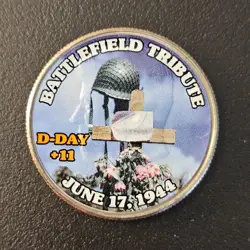 BATTLEFIELD TRIBUTE
D-DAY
+11
JUNE 17, 1944